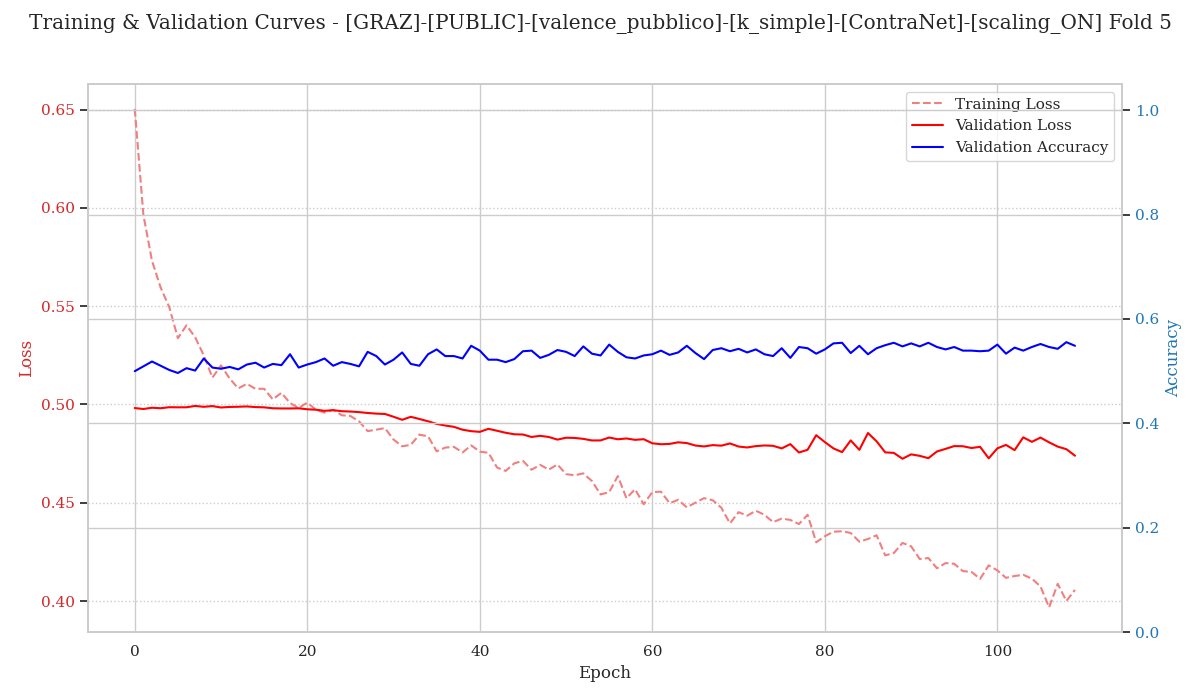 Training & Validation Curves - [GRAZ]-[PUBLIC]-[valence_pubblico]-[k_simple]-[ContraNet]-[scaling_ON] Fold 5
Training Loss
Validation Loss
Validation Accuracy
Loss
0.65
0.60
0.55
0.50
0.45
0.40
Accuracy
1.0
0.8
0.6
0.4
0.2
0.0
0
20
40
60
80
100
Epoch